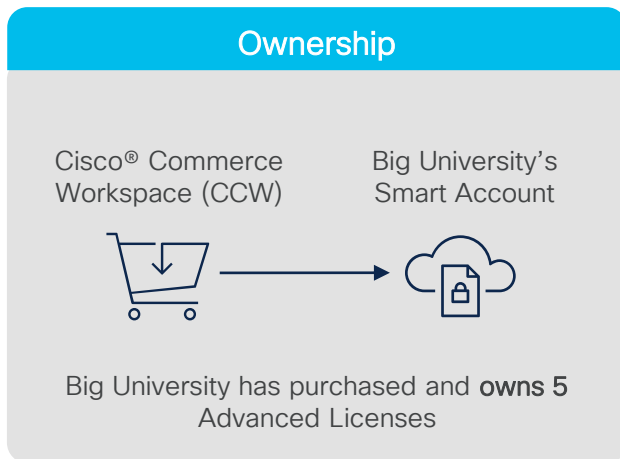 Ownership
Cisco® Commerce
Workspace (CCW)
Big University’s
Smart Account
Big University has purchased and owns 5
Advanced Licenses